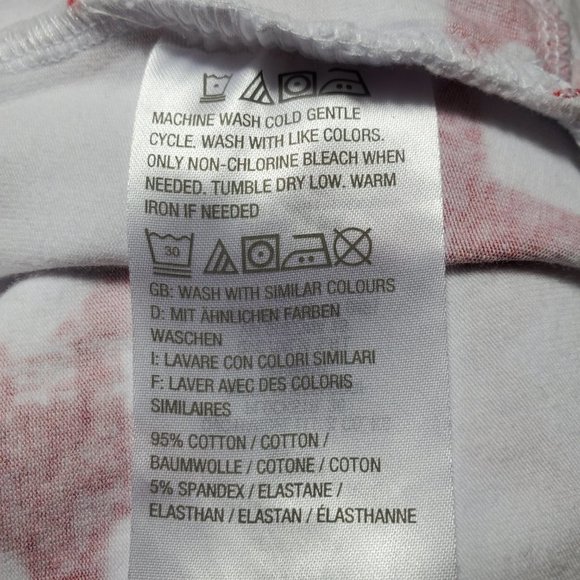 MACHINE WASH COLD GENTLE
CYCLE. WASH WITH LIKE COLORS.
ONLY NON-CHLORINE BLEACH WHEN
NEEDED. TUMBLE DRY LOW. WARM
IRON IF NEEDED
30
GB: WASH WITH SIMILAR COLOURS
D: MIT ÄHNLICHEN FARBEN
WASCHEN
I: LAVARE CON COLORI SIMILARI
F: LAVER AVEC DES COLORIS
SIMILAIRES
95% COTTON / COTTON /
BAUMWOLLE / COTONE / COTON
5% SPANDEX / ELASTANE /
ELASTHAN / ELASTAN / ÉLASTHANNE